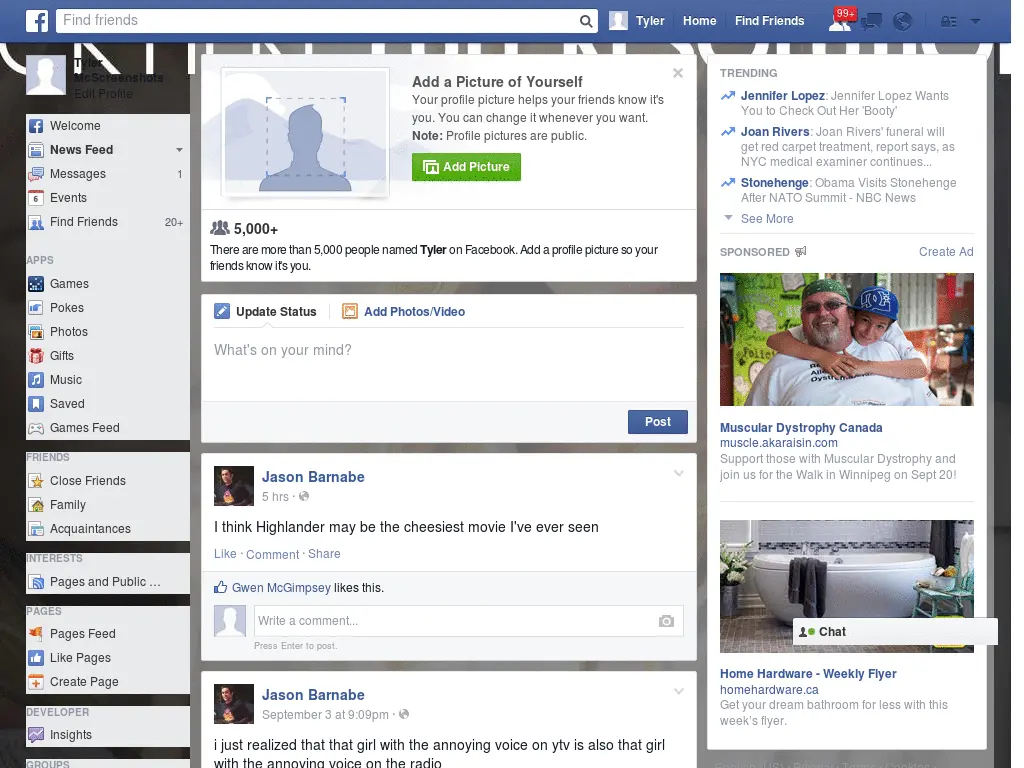 Find friends
Tyler
Home
Find Friends
99+
Tyler
McScreenshots
Edit Profile
Welcome
News Feed
Messages 1
Events
Find Friends 20+
APPS
Games
Pokes
Photos
Gifts
Music
Saved
Games Feed
FRIENDS
Close Friends
Family
Acquaintances
INTERESTS
Pages and Public ...
PAGES
Pages Feed
Like Pages
Create Page
DEVELOPER
Insights
GROUPS
Add a Picture of Yourself
Your profile picture helps your friends know it's
you. You can change it whenever you want.
Note: Profile pictures are public.
Add Picture
5,000+
There are more than 5,000 people named Tyler on Facebook. Add a profile picture so your
friends know it's you.
Update Status
Add Photos/Video
What's on your mind?
Post
Jason Barnabe
5 hrs ·
I think Highlander may be the cheesiest movie I've ever seen
Like · Comment · Share
Gwen McGimpsey likes this.
Write a comment...
Press Enter to post.
Jason Barnabe
September 3 at 9:09pm ·
i just realized that that girl with the annoying voice on ytv is also that girl
with the annoying voice on the radio
TRENDING
Jennifer Lopez: Jennifer Lopez Wants
You to Check Out Her 'Booty'
Joan Rivers: Joan Rivers' funeral will
get red carpet treatment, report says, as
NYC medical examiner continues...
Stonehenge: Obama Visits Stonehenge
After NATO Summit - NBC News
See More
SPONSORED
Create Ad
Muscular Dystrophy Canada
muscle.akaraisin.com
Support those with Muscular Dystrophy and
join us for the Walk in Winnipeg on Sept 20!
Chat
Home Hardware - Weekly Flyer
homehardware.ca
Get your dream bathroom for less with this
week's flyer.